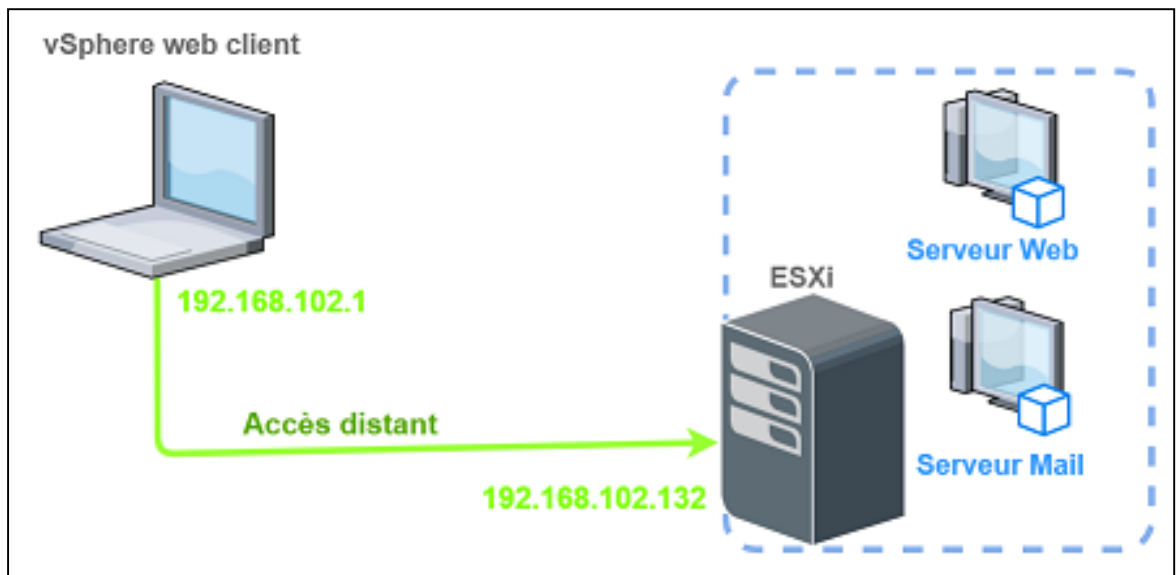 vSphere web client
192.168.102.1
Accès distant
192.168.102.132
ESXi
Serveur Web
Serveur Mail